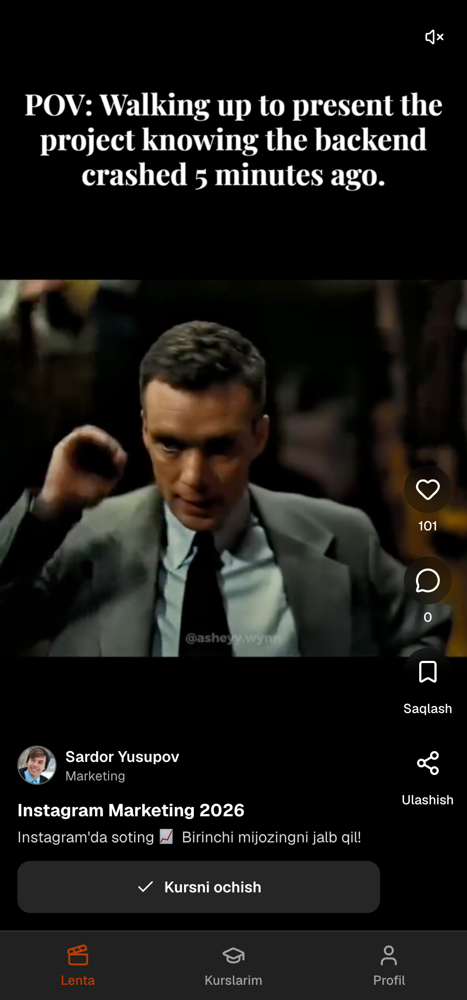 POV: Walking up to present the
project knowing the backend
crashed 5 minutes ago.
101
0
@asheyy.wynn
Saqlash
Sardor Yusupov
Marketing
Ulashish
Instagram Marketing 2026
Instagram'da soting 📈 Birinchi mijozingni jalb qil!
Kursni ochish
Lenta
Kurslarim
Profil